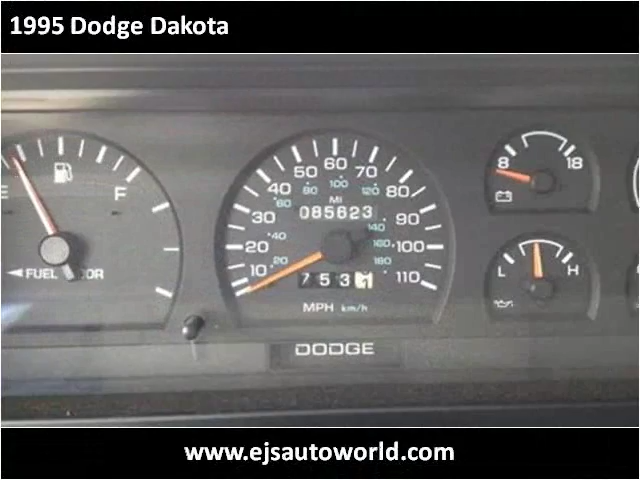 1995 Dodge Dakota
E
F
◄ FUEL DOOR
10 20 30 40 50 60 70 80 90 100 110
20 40 60 80 100 120 140 160 180
MI
085623
753
MPH km/h
8 18
L H
DODGE
www.ejsautoworld.com